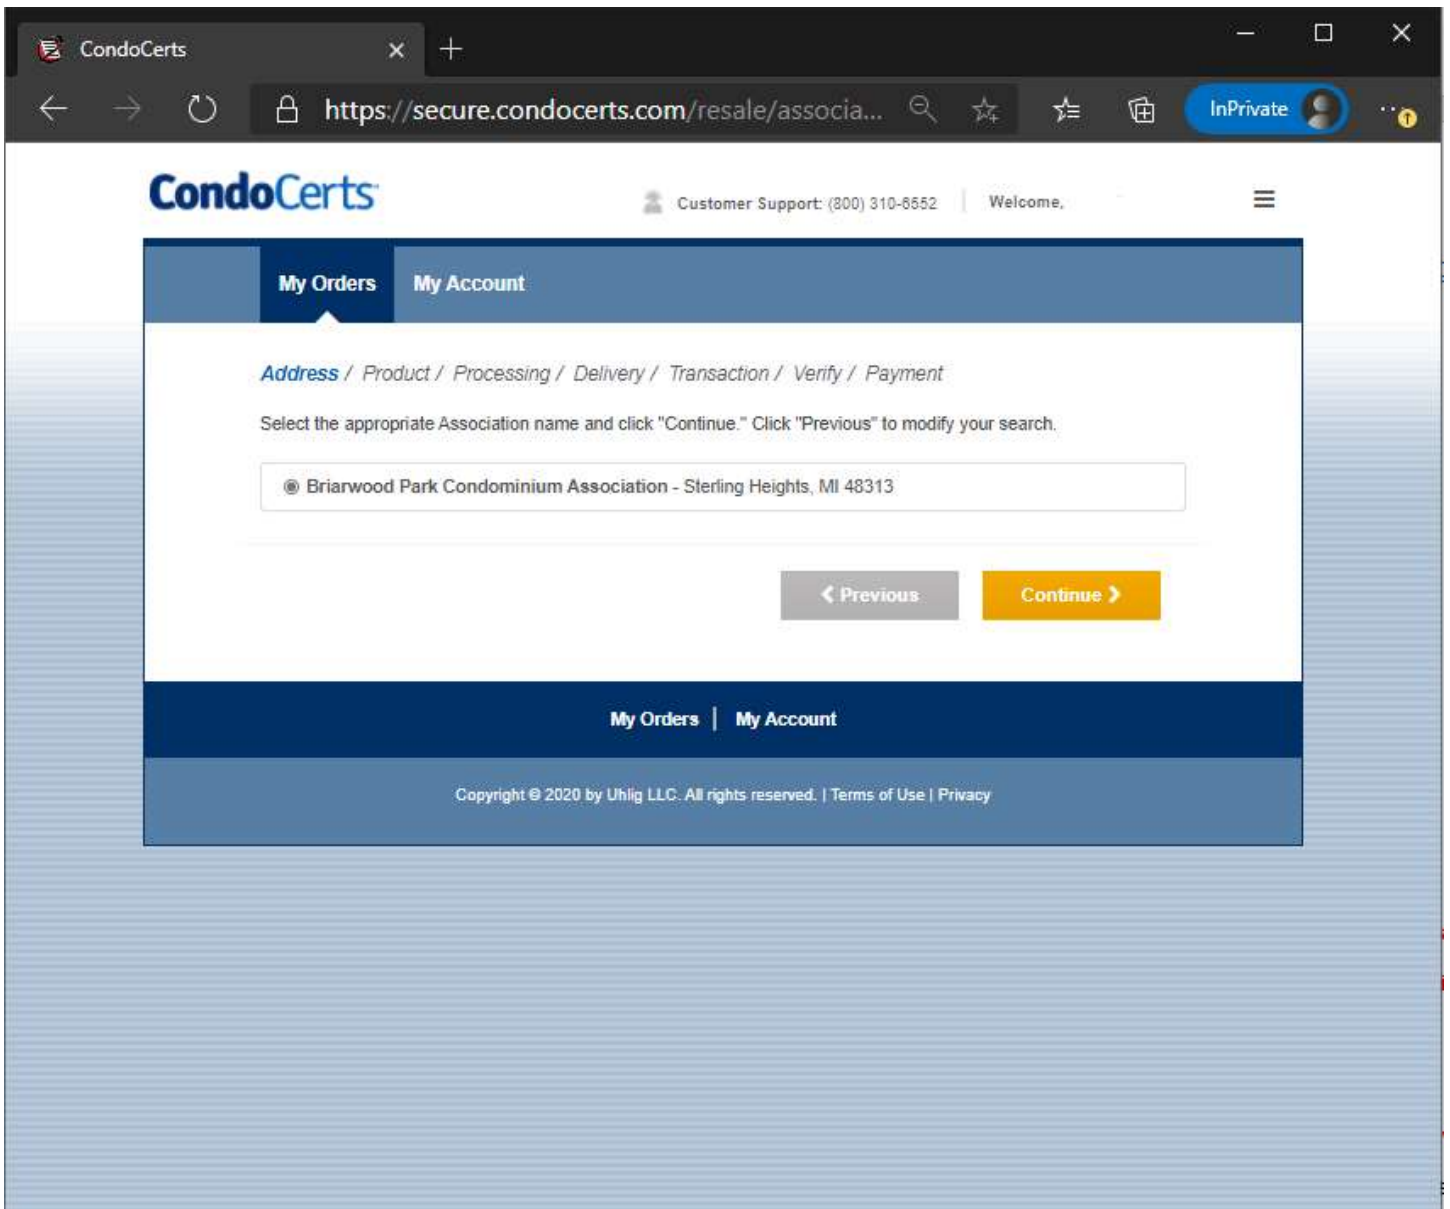 CondoCerts
https://secure.condocerts.com/resale/associa...
InPrivate
CondoCerts
Customer Support: (800) 310-6552
Welcome,
My Orders
My Account
Address / Product / Processing / Delivery / Transaction / Verify / Payment
Select the appropriate Association name and click "Continue." Click "Previous" to modify your search.
Briarwood Park Condominium Association - Sterling Heights, MI 48313
Previous
Continue
My Orders | My Account
Copyright © 2020 by Uhlig LLC. All rights reserved. | Terms of Use | Privacy